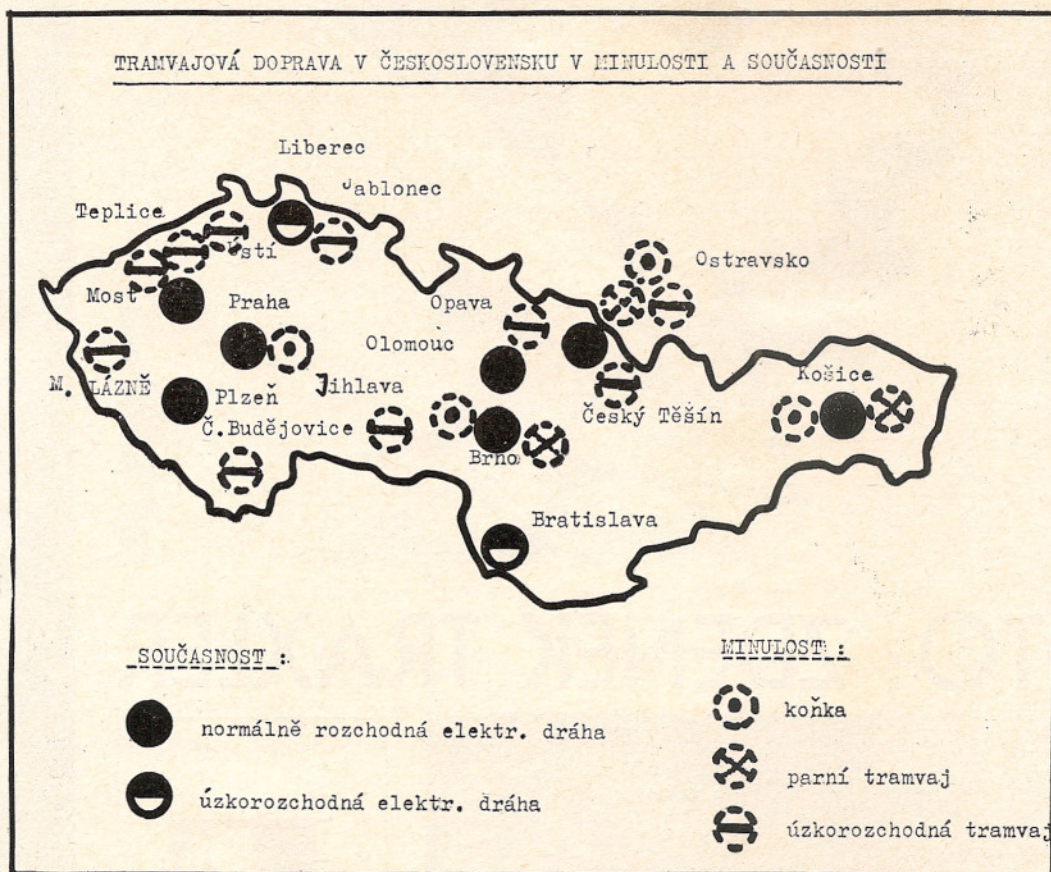 TRAMVAJOVÁ DOPRAVA V ČESKOSLOVENSKU V MINULOSTI A SOUČASNOSTI
Liberec
Jablonec
Teplice
Ústí
Ostravsko
Most
Praha
Opava
Olomouc
Košice
M. LÁZNĚ
Plzeň
Jihlava
Český Těšín
Č.Budějovice
Brno
Bratislava
SOUČASNOST :
normálně rozchodná elektr. dráha
úzkorozchodná elektr. dráha
MINULOST :
koňka
parní tramvaj
úzkorozchodná tramvaj